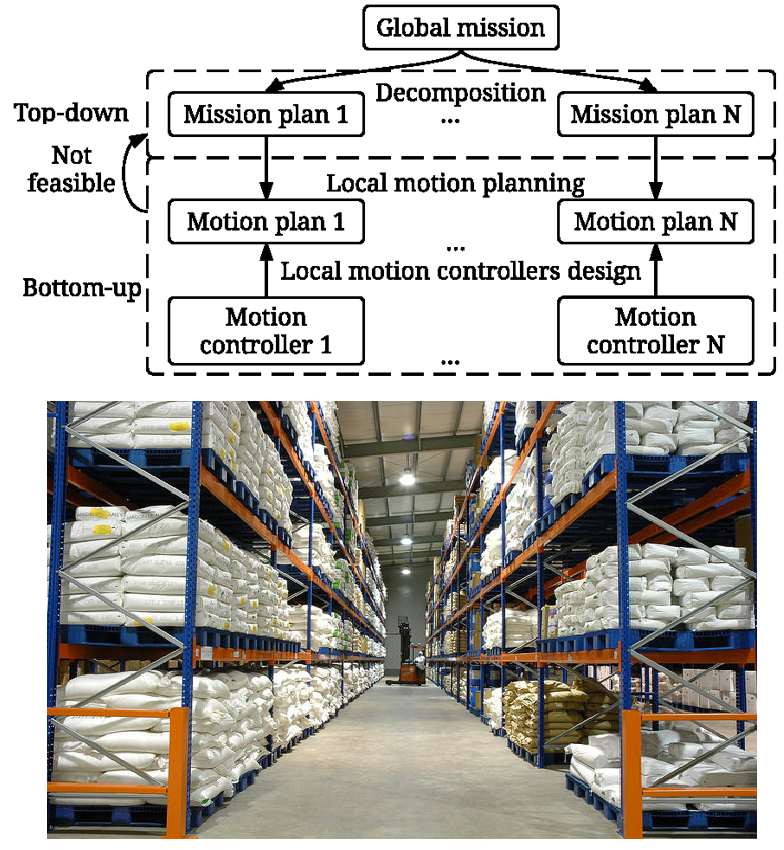 Global mission
Decomposition
Top-down
Mission plan 1
...
Mission plan N
Not
feasible
Local motion planning
Motion plan 1
...
Motion plan N
Local motion controllers design
Bottom-up
Motion
controller 1
...
Motion
controller N